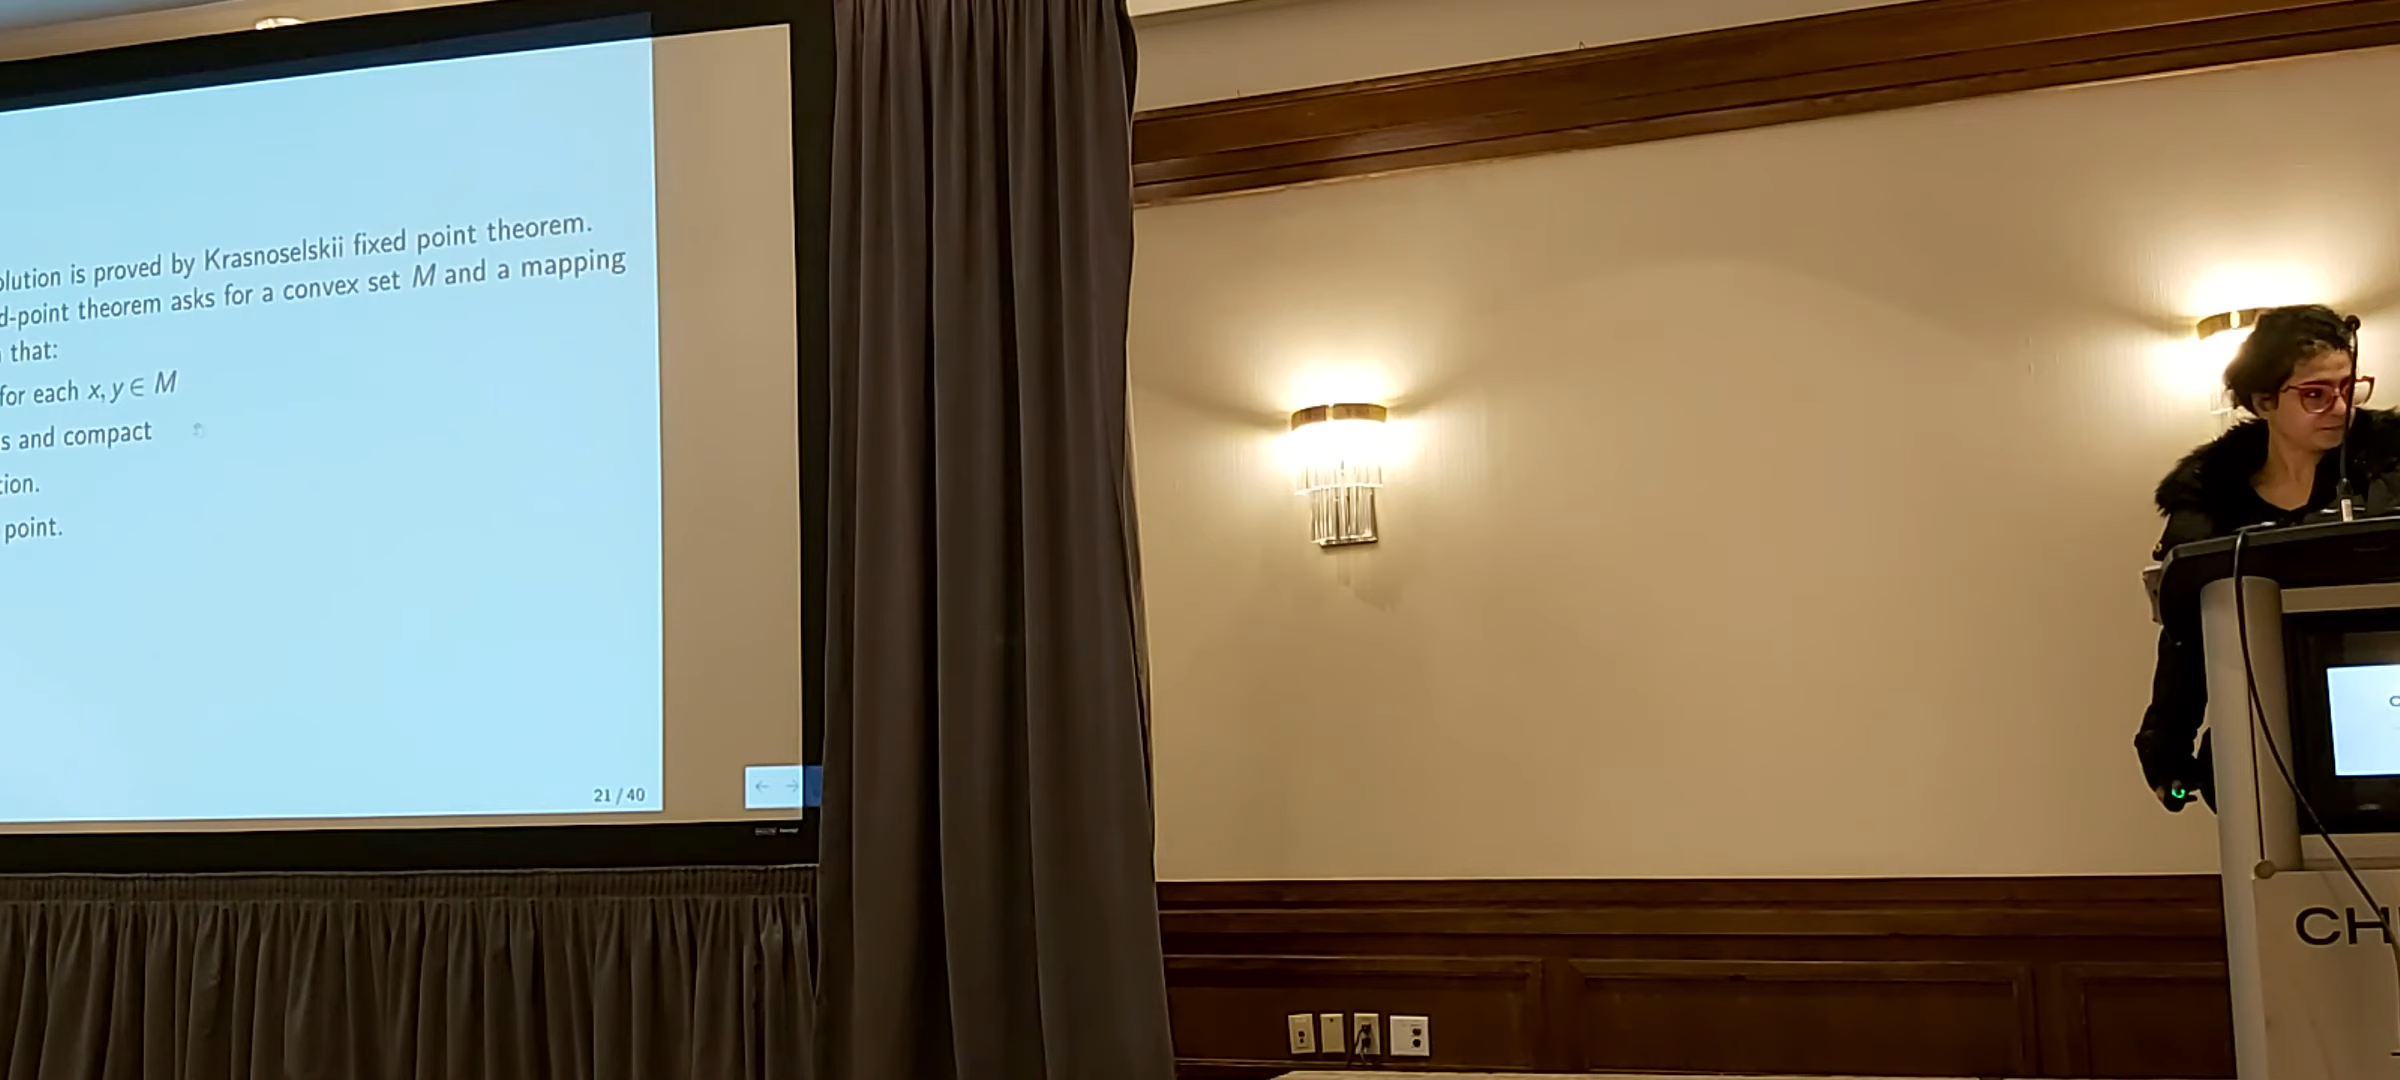 olution is proved by Krasnoselskii fixed point theorem.
d-point theorem asks for a convex set M and a mapping
that:
for each x, y ∈ M
s and compact
tion.
point.
21 / 40
CH